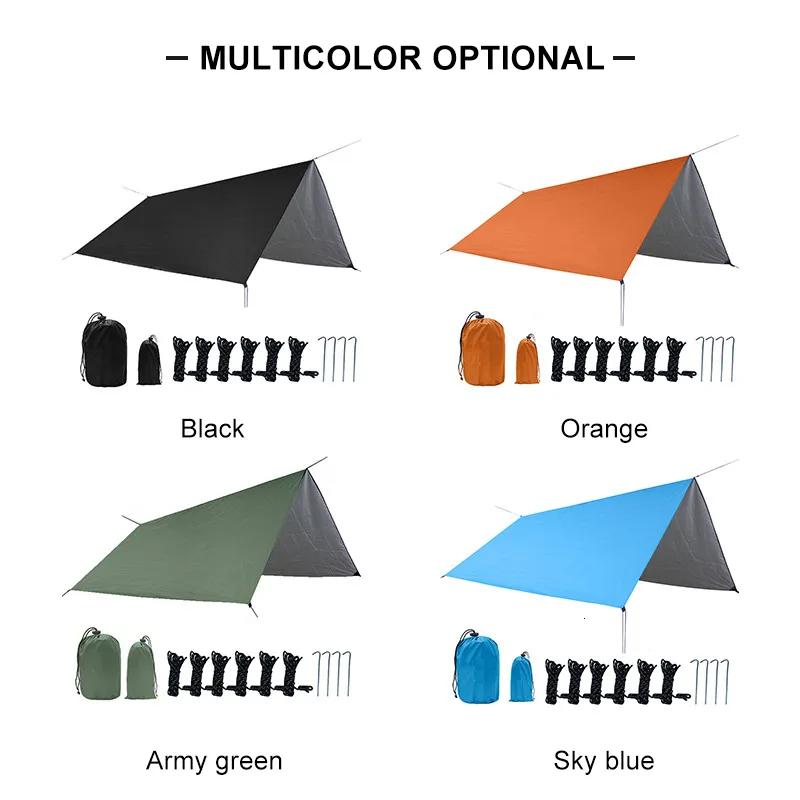 — MULTICOLOR OPTIONAL —
Black
Orange
Army green
Sky blue